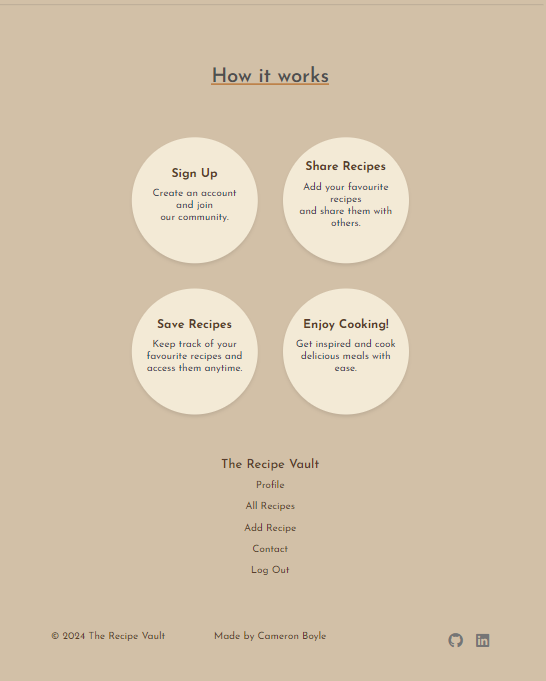 How it works
Sign Up
Create an account
and join
our community.
Share Recipes
Add your favourite
recipes
and share them with
others.
Save Recipes
Keep track of your
favourite recipes and
access them anytime.
Enjoy Cooking!
Get inspired and cook
delicious meals with
ease.
The Recipe Vault
Profile
All Recipes
Add Recipe
Contact
Log Out
© 2024 The Recipe Vault
Made by Cameron Boyle
in